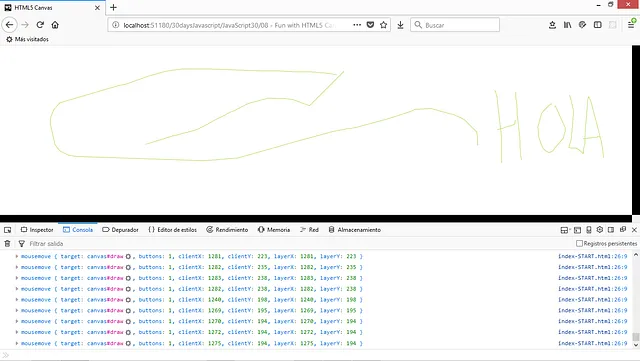 HTML5 Canvas
localhost:51180/30daysJavascript/JavaScript30/08 - Fun with HTML5 C
Buscar
Más visitados
HOLA
Inspector Consola Depurador Editor de estilos Rendimiento Memoria Red Almacenamiento
Filtrar salida Registros persistentes
mousemove { target: canvas#draw, buttons: 1, clientX: 1281, clientY: 223, layerX: 1281, layerY: 223 } index-START.html:26:9
mousemove { target: canvas#draw, buttons: 1, clientX: 1282, clientY: 235, layerX: 1282, layerY: 235 } index-START.html:26:9
mousemove { target: canvas#draw, buttons: 1, clientX: 1283, clientY: 238, layerX: 1283, layerY: 238 } index-START.html:26:9
mousemove { target: canvas#draw, buttons: 1, clientX: 1282, clientY: 238, layerX: 1282, layerY: 238 } index-START.html:26:9
mousemove { target: canvas#draw, buttons: 1, clientX: 1240, clientY: 198, layerX: 1240, layerY: 198 } index-START.html:26:9
mousemove { target: canvas#draw, buttons: 1, clientX: 1269, clientY: 195, layerX: 1269, layerY: 195 } index-START.html:26:9
mousemove { target: canvas#draw, buttons: 1, clientX: 1270, clientY: 194, layerX: 1270, layerY: 194 } index-START.html:26:9
mousemove { target: canvas#draw, buttons: 1, clientX: 1272, clientY: 194, layerX: 1272, layerY: 194 } index-START.html:26:9
mousemove { target: canvas#draw, buttons: 1, clientX: 1275, clientY: 194, layerX: 1275, layerY: 194 } index-START.html:26:9